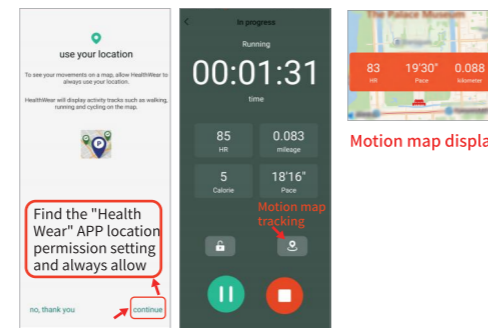 use your location
To see your movements on a map, allow HealthWear to
always use your location.
HealthWear will display activity tracks such as walking,
running and cycling on the map.
P
Find the "Health
Wear" APP location
permission setting
and always allow
no, thank you
continue
In progress
Running
00:01:31
time
85
HR
0.083
mileage
5
Calorie
18'16"
Pace
Motion map
tracking
The Palace Museum
83
HR
19'30"
Pace
0.088
kilometer
Motion map displa